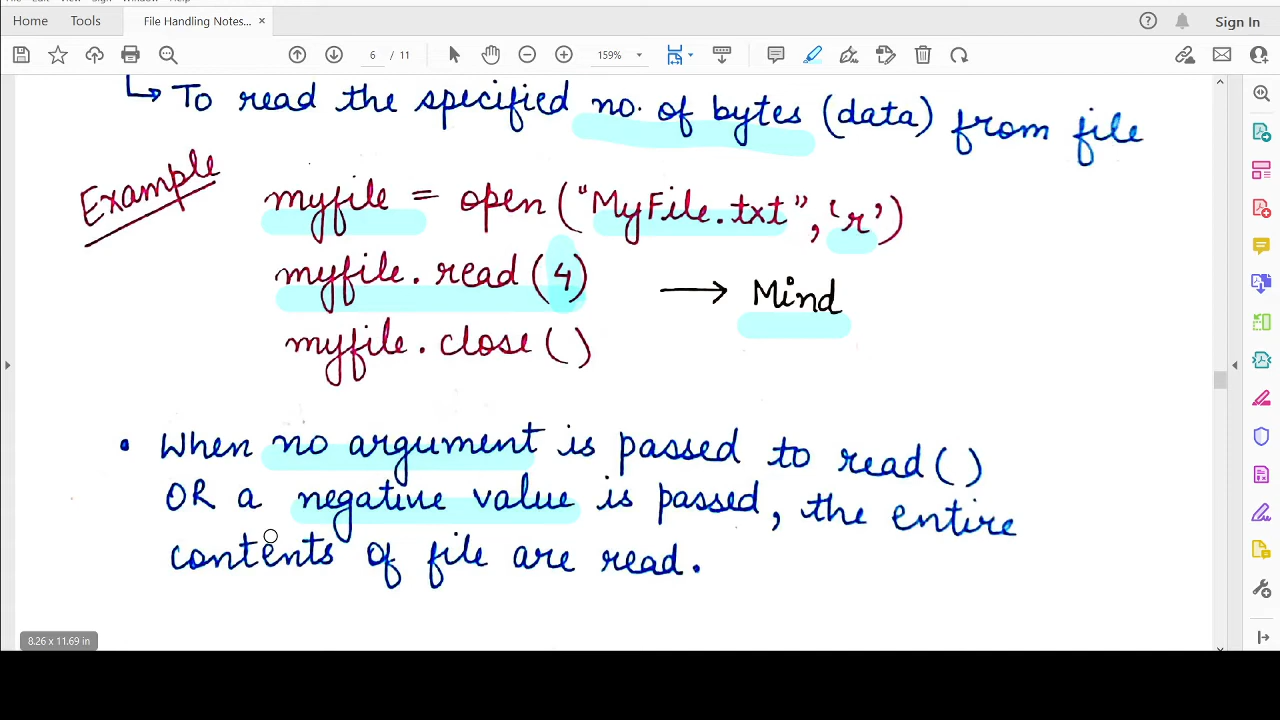 Home Tools File Handling Notes... ×
Sign In
6 / 11 159%
↳ To read the specified no. of bytes (data) from file
Example
myfile = open ("MyFile.txt", 'r')
myfile.read (4) → Mind
myfile.close ( )
• When no argument is passed to read ( )
OR a negative value is passed, the entire
contents of file are read.
8.26 x 11.69 in